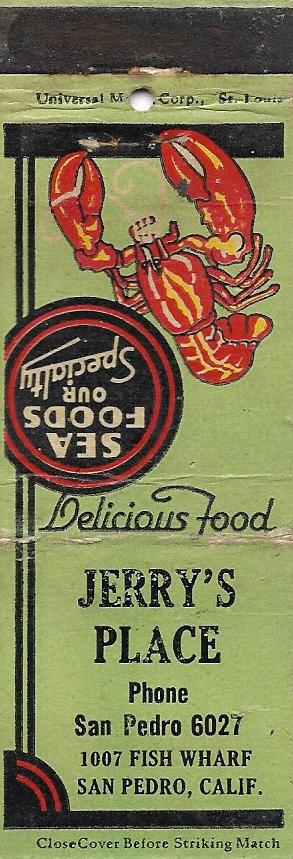 Universal M Corp., St. Louis
SEA
FOODS
OUR
Specialty
Delicious Food
JERRY'S
PLACE
Phone
San Pedro 6027
1007 FISH WHARF
SAN PEDRO, CALIF.
Close Cover Before Striking Match